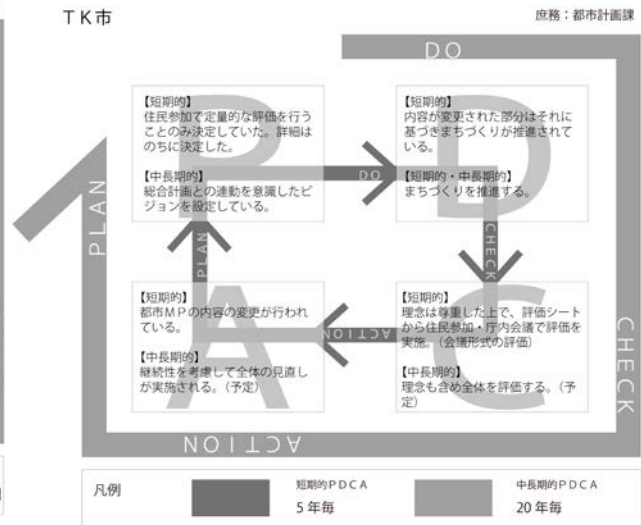 TK市
庶務：都市計画課
DO
P
【短期的】
住民参加で定量的な評価を行う
ことのみ決定していた。詳細は
のちに決定した。
【中長期的】
総合計画との連動を意識したビ
ジョンを設定している。
DO
D
【短期的】
内容が変更された部分はそれに
基づきまちづくりが推進されて
いる。
【短期的・中長期的】
まちづくりを推進する。
PLAN
PLAN
CHECK
A
【短期的】
都市ＭＰの内容の変更が行われ
ている。
【中長期的】
継続性を考慮して全体の見直し
が実施される。（予定）
ACTION
C
【短期的】
理念は尊重した上で、評価シート
から住民参加・庁内会議で評価を
実施。（会議形式の評価）
【中長期的】
理念も含め全体を評価する。（予
定）
CHECK
ACTION
凡例
短期的ＰＤＣＡ
5 年毎
中長期的ＰＤＣＡ
20 年毎